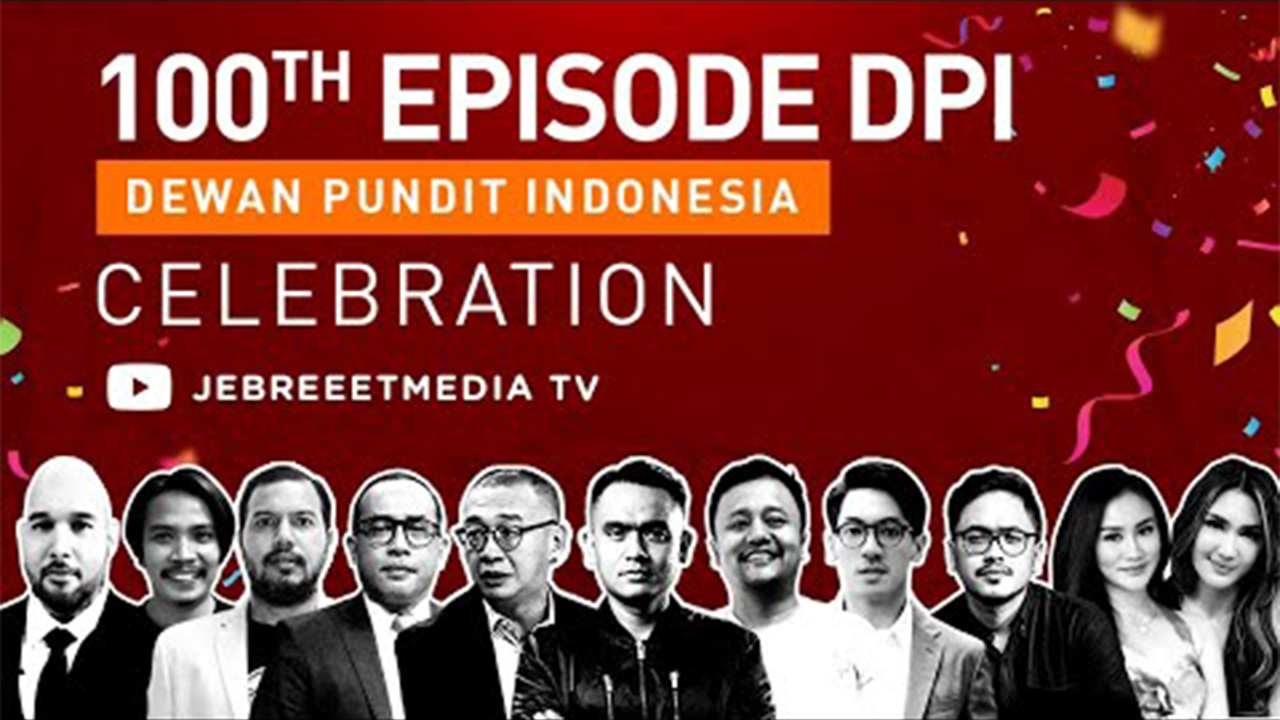 100TH EPISODE DPI
DEWAN PUNDIT INDONESIA
CELEBRATION
JEBREEETMEDIA TV